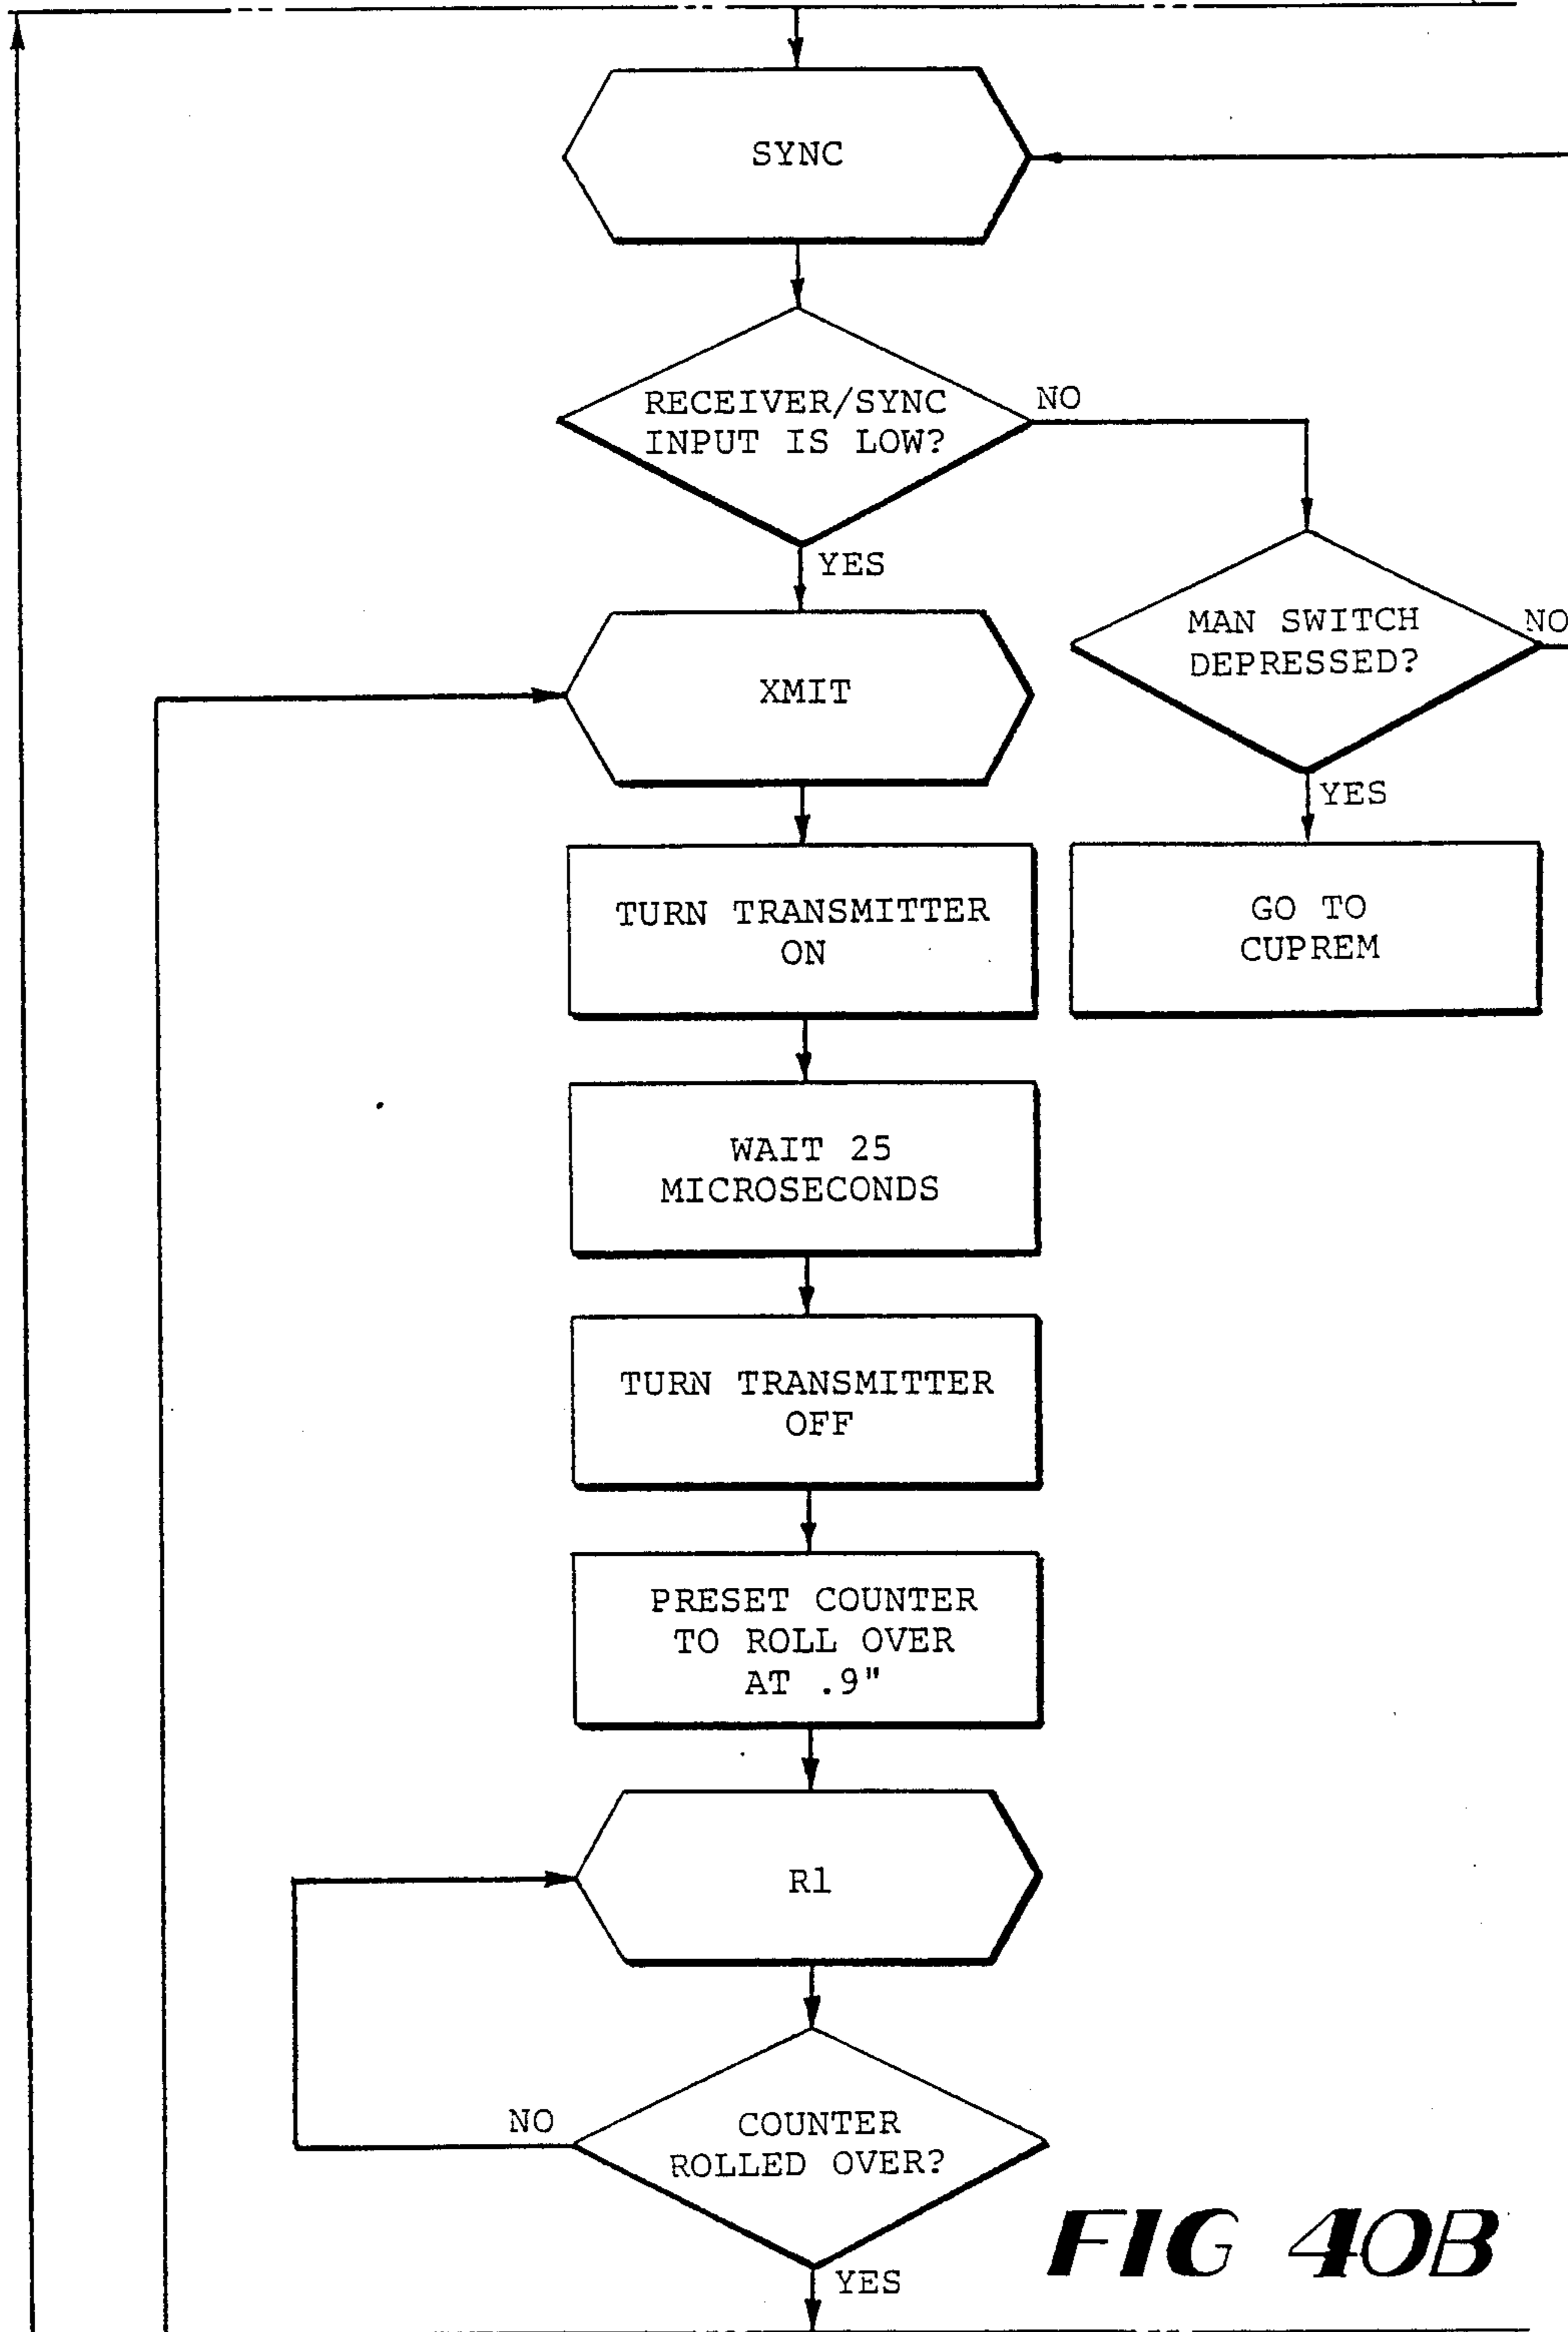 SYNC
RECEIVER/SYNC
INPUT IS LOW?
NO
YES
MAN SWITCH
DEPRESSED?
NO
XMIT
YES
TURN TRANSMITTER
ON
GO TO
CUPREM
WAIT 25
MICROSECONDS
TURN TRANSMITTER
OFF
PRESET COUNTER
TO ROLL OVER
AT .9"
R1
NO
COUNTER
ROLLED OVER?
YES
FIG 40B